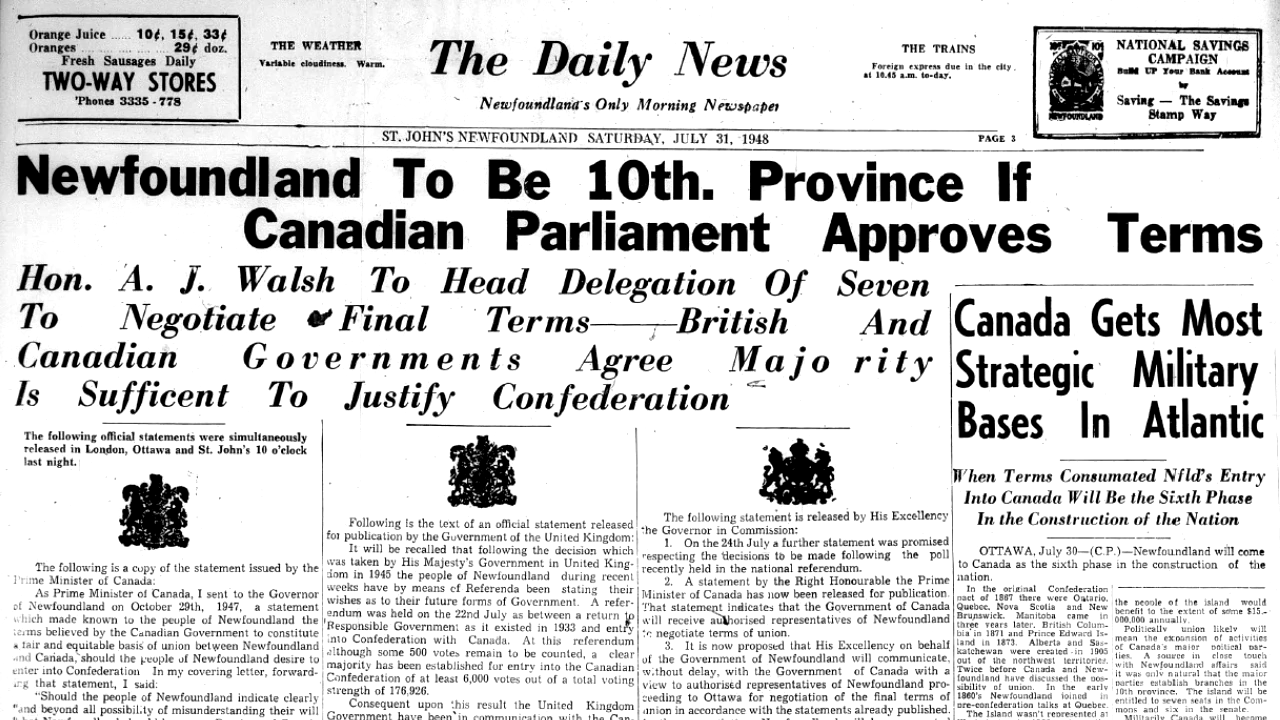 Orange Juice ..... 10¢, 15¢, 33¢
Oranges ............... 29¢ doz.
Fresh Sausages Daily
TWO-WAY STORES
'Phones 3335 - 778
THE WEATHER
Variable cloudiness. Warm.
The Daily News
Newfoundland's Only Morning Newspaper
THE TRAINS
Foreign express due in the city
at 10.45 a.m. to-day.
NATIONAL SAVINGS
CAMPAIGN
Build UP Your Bank Account
by
Saving — The Savings
Stamp Way
NEWFOUNDLAND
ST. JOHN'S NEWFOUNDLAND SATURDAY, JULY 31, 1948
PAGE 3
Newfoundland To Be 10th. Province If
Canadian Parliament Approves Terms
Hon. A. J. Walsh To Head Delegation Of Seven
To Negotiate Final Terms——British And
Canadian Governments Agree Majo rity
Is Sufficent To Justify Confederation
The following official statements were simultaneously
released in London, Ottawa and St. John's 10 o'clock
last night.
The following is a copy of the statement issued by the
Prime Minister of Canada:
As Prime Minister of Canada, I sent to the Governor
of Newfoundland on October 29th, 1947, a statement
which made known to the people of Newfoundland the
terms believed by the Canadian Government to constitute
a fair and equitable basis of union between Newfoundland
and Canada, should the people of Newfoundland desire to
enter into Confederation In my covering letter, forward-
ing that statement, I said:
"Should the people of Newfoundland indicate clearly
"and beyond all possibility of misunderstanding their will
Following is the text of an official statement released
for publication by the Government of the United Kingdom:
It will be recalled that following the decision which
was taken by His Majesty's Government in United King-
dom in 1945 the people of Newfoundland during recent
weeks have by means of Referenda been stating their
wishes as to their future forms of Government. A refer-
endum was held on the 22nd July as between a return to
Responsible Government as it existed in 1933 and entry
into Confederation with Canada. At this referendum
although some 500 votes remain to be counted, a clear
majority has been established for entry into the Canadian
Confederation of at least 6,000 votes out of a total voting
strength of 176,926.
Consequent upon this result the United Kingdom
Government have been in communication with the Can-
The following statement is released by His Excellency
the Governor in Commission:
1. On the 24th July a further statement was promised
respecting the decisions to be made following the poll
recently held in the national referendum.
2. A statement by the Right Honourable the Prime
Minister of Canada has now been released for publication.
That statement indicates that the Government of Canada
will receive authorised representatives of Newfoundland
to negotiate terms of union.
3. It is now proposed that His Excellency on behalf
of the Government of Newfoundland will communicate,
without delay, with the Government of Canada with a
view to authorised representatives of Newfoundland pro-
ceeding to Ottawa for negotiation of the final terms of
union in accordance with the statements already published.
Canada Gets Most
Strategic Military
Bases In Atlantic
When Terms Consumated Nfld's Entry
Into Canada Will Be the Sixth Phase
In the Construction of the Nation
OTTAWA, July 30—(C.P.)—Newfoundland will come
to Canada as the sixth phase in the construction of the
nation.
In the original Confederation
pact of 1867 there were Ontario,
Quebec, Nova Scotia and New
Brunswick. Manitoba came in
three years later, British Colum-
bia in 1871 and Prince Edward Is-
land in 1873. Alberta and Sas-
katchewan were created in 1905
out of the northwest territories.
Twice before Canada and New-
foundland have discussed the pos-
sibility of union. In the early
1860's Newfoundland joined in
pre-confederation talks at Quebec.
The Island wasn't represented at
the people of the island would
benefit to the extent of some $15,-
000,000 annually.
Politically union likely will
mean the expansion of activities
of Canada's major political par-
ties. A source in close touch
with Newfoundland affairs said
it was only natural that the major
parties establish branches in the
10th province. The island will be
entitled to seven seats in the Com-
mons and six in the senate.
Militarily Canada will become